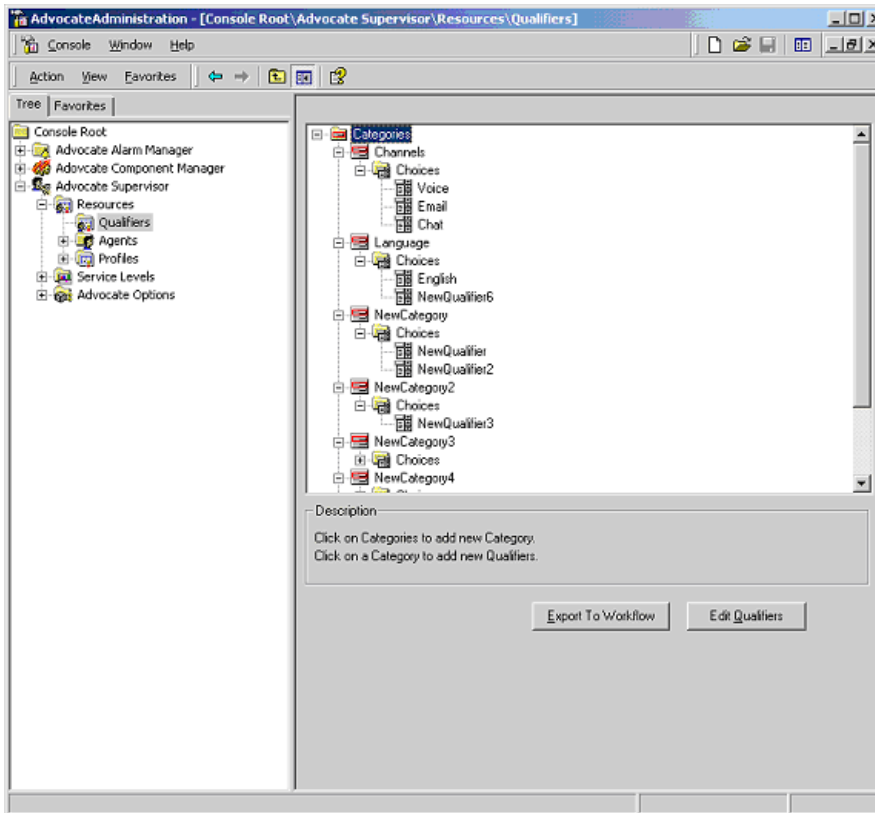 AdvocateAdministration - [Console Root\Advocate Supervisor\Resources\Qualifiers]
Console Window Help
Action View Favorites
Tree Favorites
Console Root
Advocate Alarm Manager
Adovcate Component Manager
Advocate Supervisor
Resources
Qualifiers
Agents
Profiles
Service Levels
Advocate Options
Categories
Channels
Choices
Voice
Email
Chat
Language
Choices
English
NewQualifier6
NewCategory
Choices
NewQualifier
NewQualifier2
NewCategory2
Choices
NewQualifier3
NewCategory3
Choices
NewCategory4
Description
Click on Categories to add new Category.
Click on a Category to add new Qualifiers.
Export To Workflow Edit Qualifiers